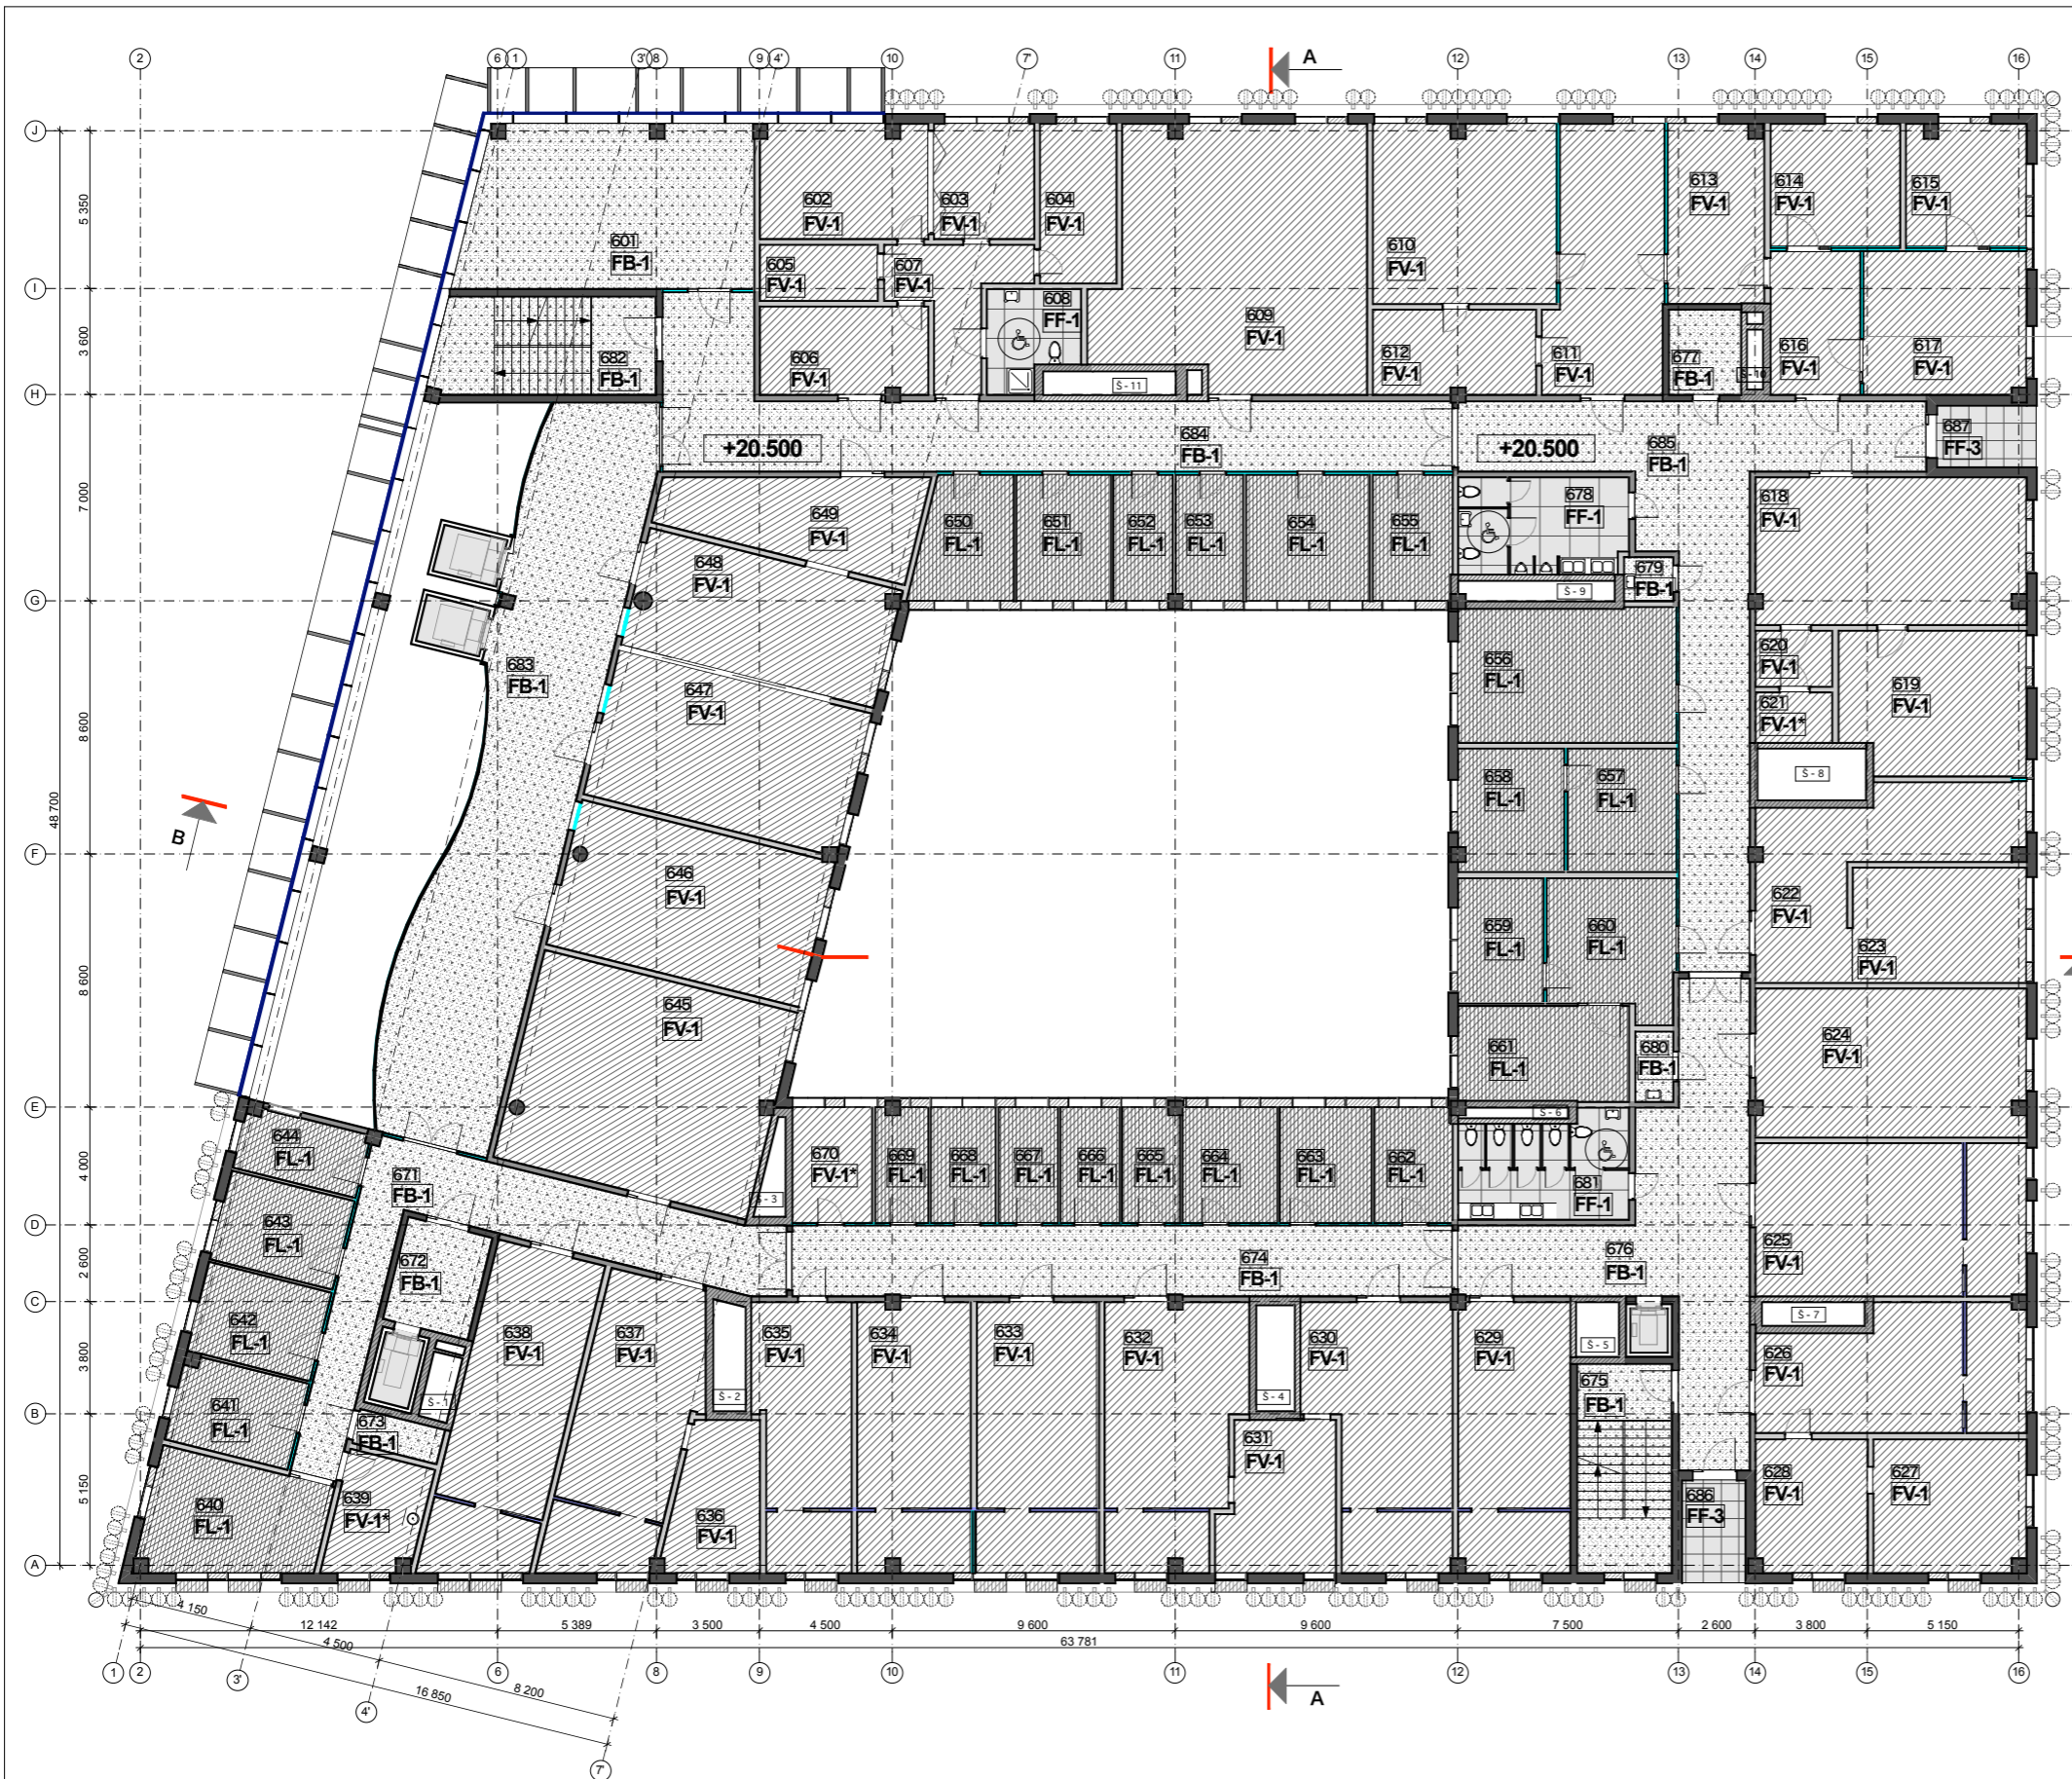 2
6
1
3'
8
9
4'
10
7'
11
A
12
13
14
15
16
J
5 350
601
FB-1
602
FV-1
603
FV-1
604
FV-1
605
FV-1
607
FV-1
608
FF-1
609
FV-1
610
FV-1
613
FV-1
614
FV-1
615
FV-1
I
3 600
682
FB-1
606
FV-1
Š - 11
612
FV-1
611
FV-1
677
FB-1
Š - 10
616
FV-1
617
FV-1
H
+20.500
684
FB-1
+20.500
685
FB-1
687
FF-3
7 000
649
FV-1
650
FL-1
651
FL-1
652
FL-1
653
FL-1
654
FL-1
655
FL-1
678
FF-1
618
FV-1
648
FV-1
679
FB-1
Š - 9
G
683
FB-1
647
FV-1
656
FL-1
620
FV-1
619
FV-1
621
FV-1*
8 600
48 700
658
FL-1
657
FL-1
Š - 8
B
F
646
FV-1
659
FL-1
660
FL-1
622
FV-1
623
FV-1
8 600
645
FV-1
661
FL-1
680
FB-1
624
FV-1
E
Š - 6
644
FL-1
4 000
671
FB-1
670
FV-1*
669
FL-1
668
FL-1
667
FL-1
666
FL-1
665
FL-1
664
FL-1
663
FL-1
662
FL-1
681
FF-1
Š - 3
D
643
FL-1
2 600
672
FB-1
674
FB-1
676
FB-1
625
FV-1
C
642
FL-1
3 800
638
FV-1
637
FV-1
635
FV-1
634
FV-1
633
FV-1
632
FV-1
630
FV-1
629
FV-1
Š - 5
Š - 7
626
FV-1
Š - 1
Š - 2
Š - 4
675
FB-1
B
641
FL-1
673
FB-1
631
FV-1
5 150
640
FL-1
639
FV-1*
636
FV-1
686
FF-3
628
FV-1
627
FV-1
A
4 150
12 142
5 389
3 500
4 500
9 600
9 600
7 500
2 600
3 800
5 150
4 500
63 781
1
2
3'
6
8
9
10
11
12
13
14
15
16
8 200
16 850
A
4'
7'